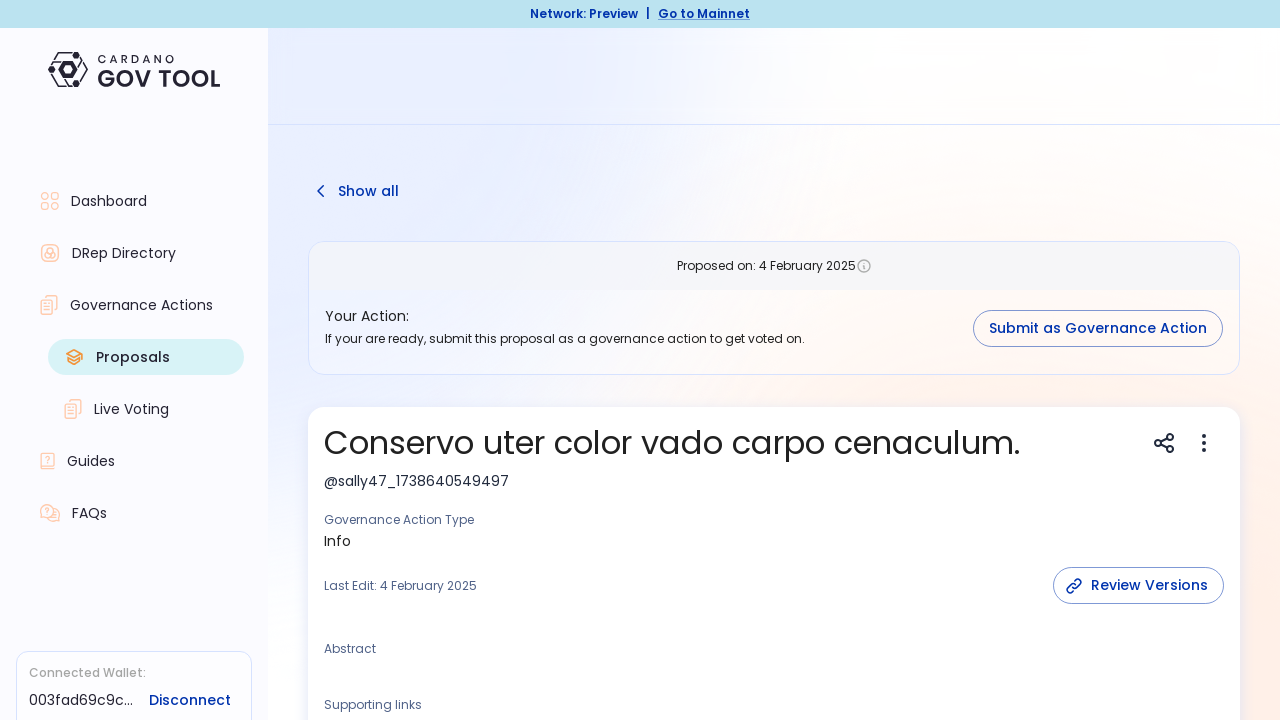 Network: Preview | Go to Mainnet
CARDANO
GOV TOOL
Dashboard
DRep Directory
Governance Actions
Proposals
Live Voting
Guides
FAQs
Connected Wallet:
003fad69c9c...
Disconnect
Show all
Proposed on: 4 February 2025
Your Action:
If your are ready, submit this proposal as a governance action to get voted on.
Submit as Governance Action
Conservo uter color vado carpo cenaculum.
@sally47_1738640549497
Governance Action Type
Info
Last Edit: 4 February 2025
Review Versions
Abstract
Supporting links